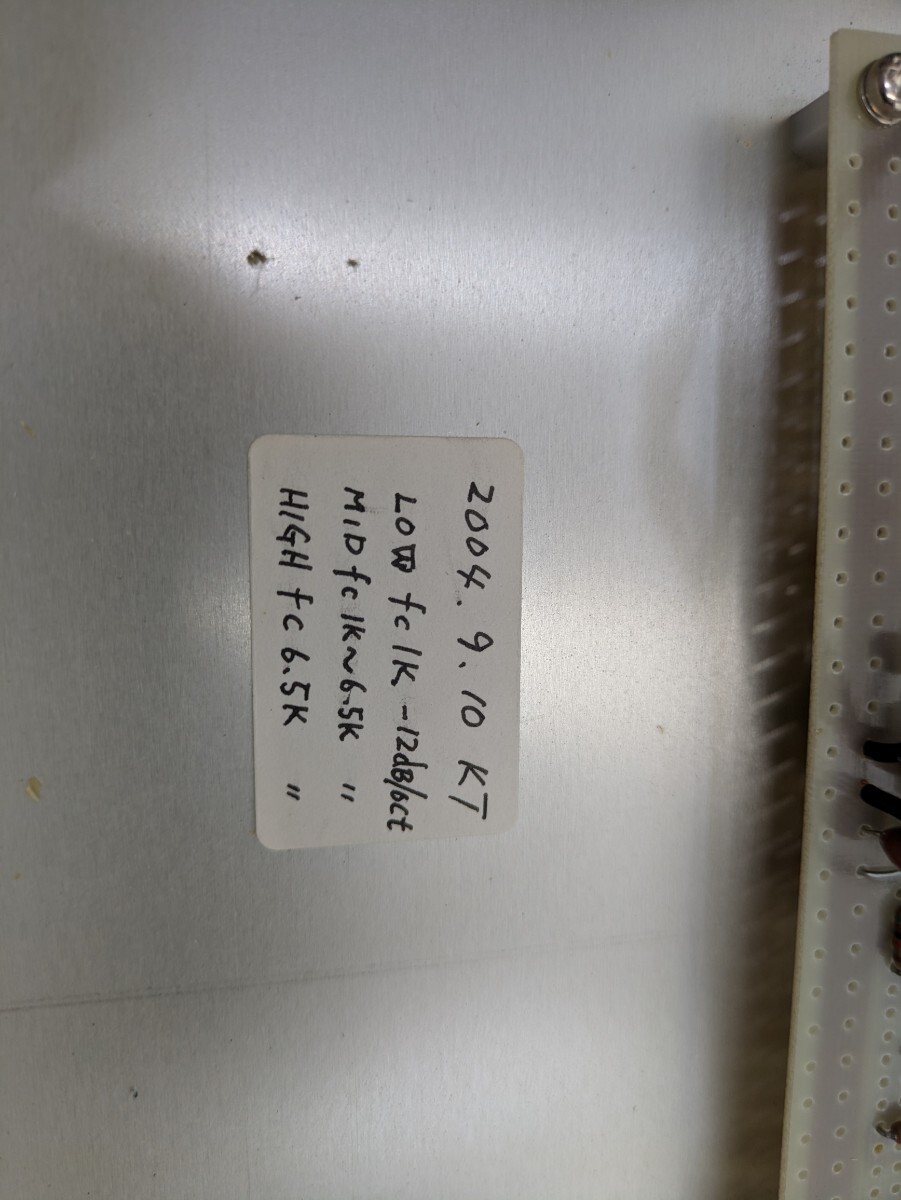 2004. 9. 10 KT
LOW fc 1K -12dB/oct
MID fc 1K~6.5K 〃
HIGH fc 6.5K 〃